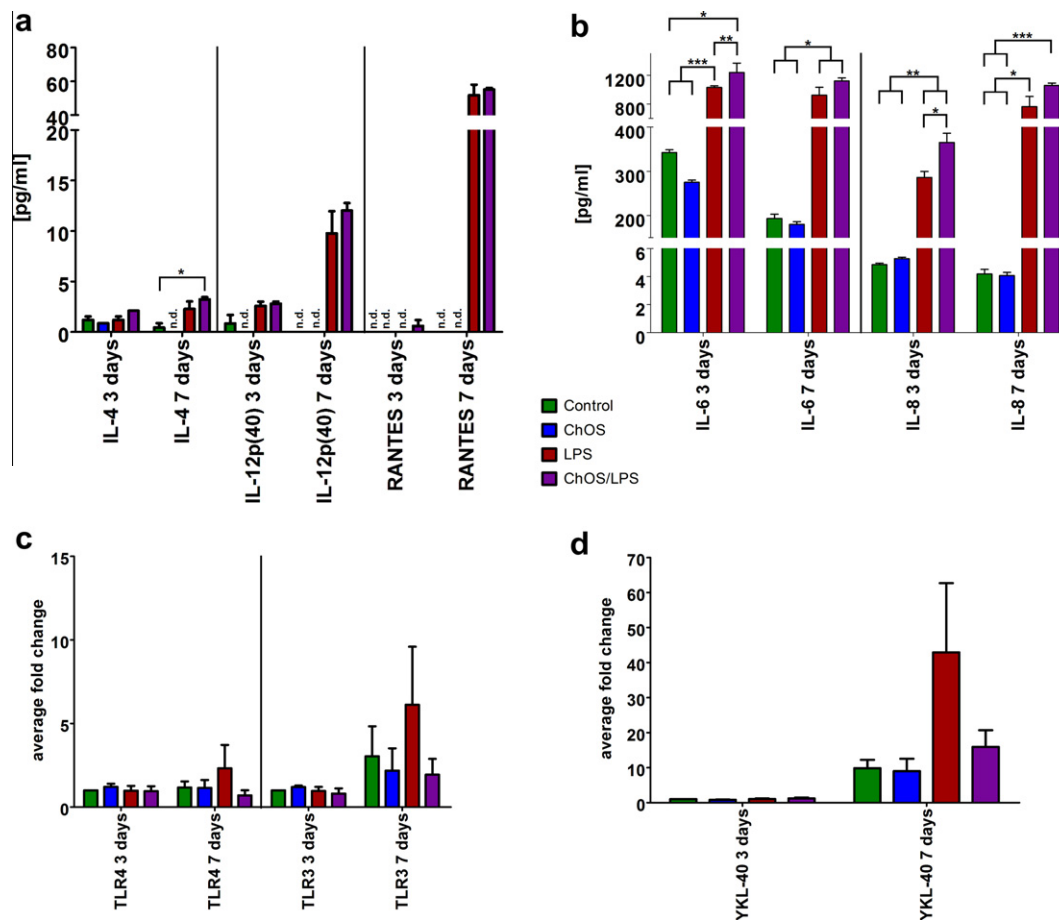 a
[pg/ml]
80
60
40
20
15
10
5
0
*
n.d.
n.d. n.d.
n.d. n.d.
n.d. n.d. n.d.
n.d. n.d.
IL-4 3 days
IL-4 7 days
IL-12p(40) 3 days
IL-12p(40) 7 days
RANTES 3 days
RANTES 7 days
b
[pg/ml]
1200
800
400
300
200
6
4
2
0
*
**
***
*
**
*
***
*
IL-6 3 days
IL-6 7 days
IL-8 3 days
IL-8 7 days
Control
ChOS
LPS
ChOS/LPS
c
average fold change
15
10
5
0
TLR4 3 days
TLR4 7 days
TLR3 3 days
TLR3 7 days
d
average fold change
70
60
50
40
30
20
10
0
YKL-40 3 days
YKL-40 7 days